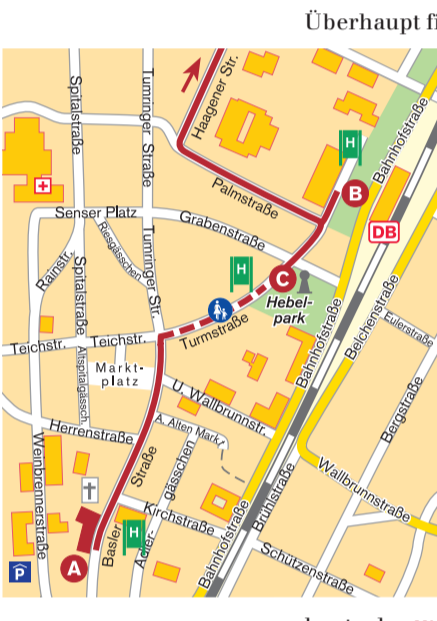 Überhaupt fi
Haagener Str.
Spitalstraße
Tumringer Straße
H
Bahnhofstraße
Palmstraße
B
Senser Platz
Grabenstraße
DB
Riesgässchen
Tumringer Str.
Rainstr.
Spitalstraße
H
C
Hebel-
park
Turmstraße
Belchenstraße
Eulerstraße
Teichstr.
Teichstr.
Bahnhofstraße
Markt-
platz
Altspitalgässch.
U. Wallbrunnstr.
Bergstraße
Herrenstraße
A. Alten Mark
Weinbrennerstraße
Basler Straße
Adler-
gässchen
Wallbrunnstraße
Kirchstraße
Brühlstraße
H
Bahnhofstraße
Schützenstraße
P
A